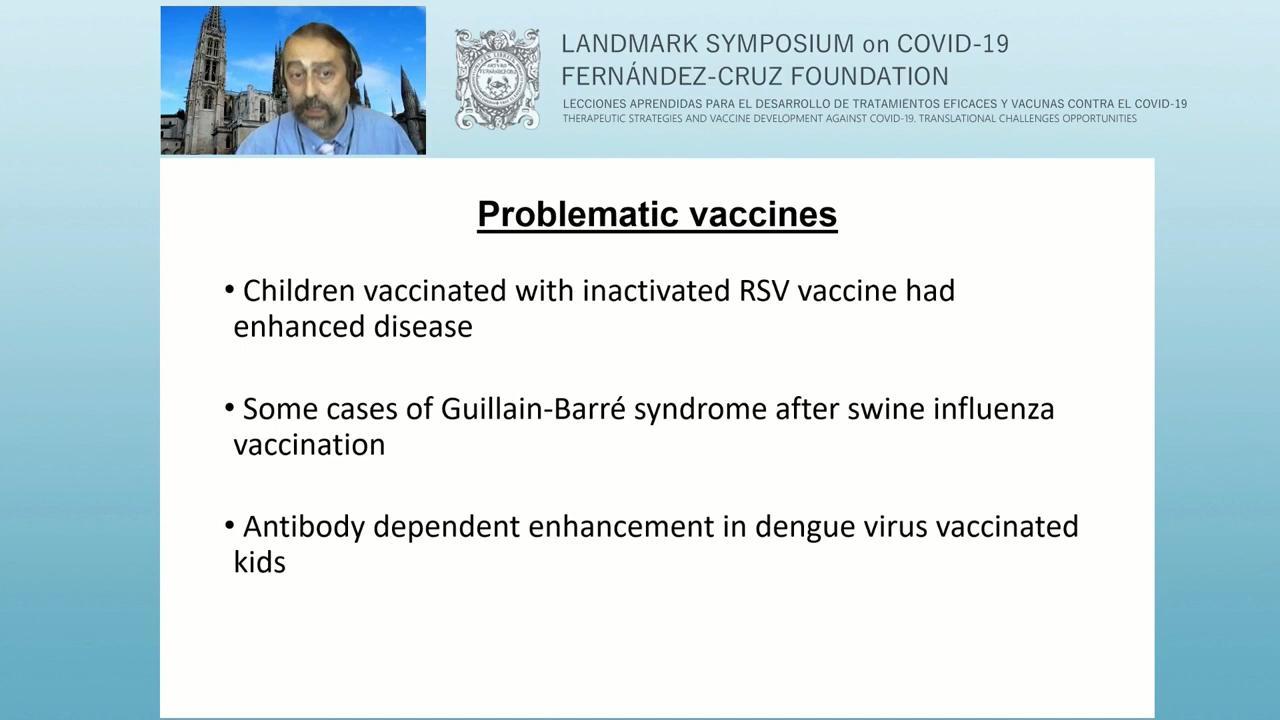 LANDMARK SYMPOSIUM on COVID-19
FERNÁNDEZ-CRUZ FOUNDATION
LECCIONES APRENDIDAS PARA EL DESARROLLO DE TRATAMIENTOS EFICACES Y VACUNAS CONTRA EL COVID-19
THERAPEUTIC STRATEGIES AND VACCINE DEVELOPMENT AGAINST COVID-19. TRANSLATIONAL CHALLENGES OPPORTUNITIES
Problematic vaccines
• Children vaccinated with inactivated RSV vaccine had
enhanced disease
• Some cases of Guillain-Barré syndrome after swine influenza
vaccination
• Antibody dependent enhancement in dengue virus vaccinated
kids